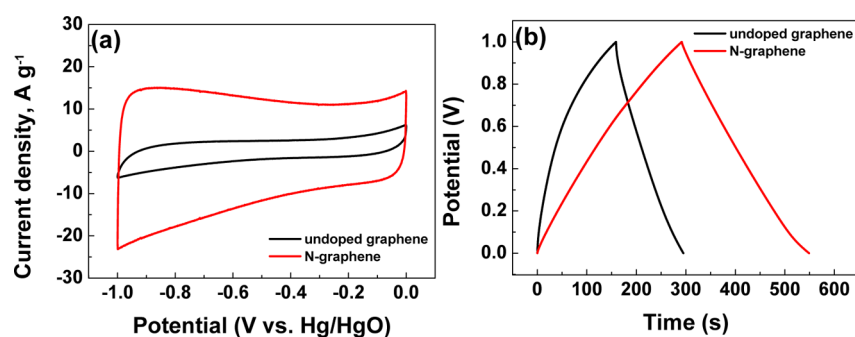 (a)
30
20
10
0
-10
-20
-30
Current density, A g⁻¹
undoped graphene
N-graphene
-1.0 -0.8 -0.6 -0.4 -0.2 0.0
Potential (V vs. Hg/HgO)
(b)
undoped graphene
N-graphene
1.0
0.8
0.6
0.4
0.2
0.0
Potential (V)
0 100 200 300 400 500 600
Time (s)